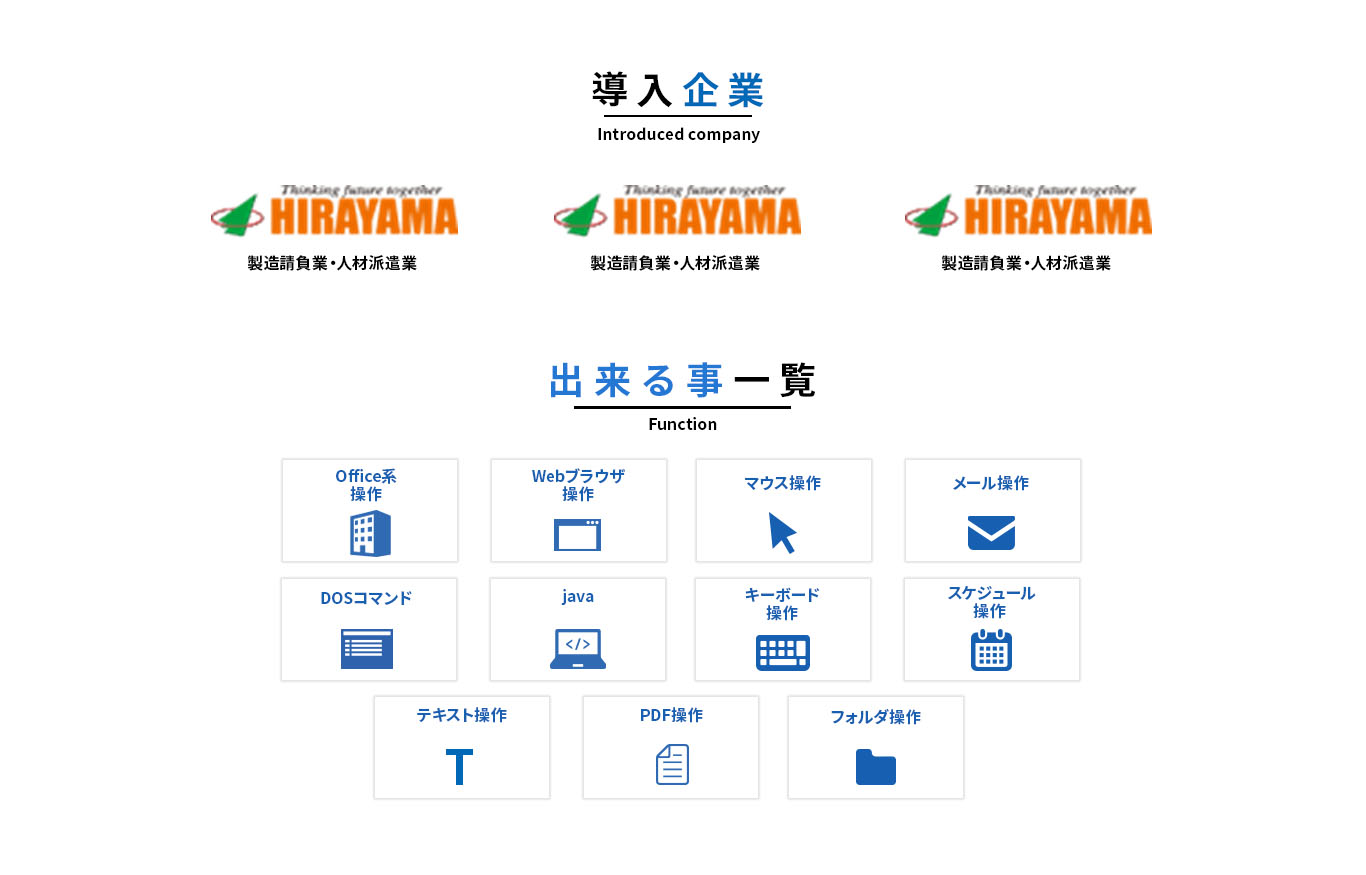 導入企業
Introduced company
Thinking future together
HIRAYAMA
製造請負業・人材派遣業
Thinking future together
HIRAYAMA
製造請負業・人材派遣業
Thinking future together
HIRAYAMA
製造請負業・人材派遣業
出来る事一覧
Function
Office系
操作
Webブラウザ
操作
マウス操作
メール操作
DOSコマンド
java
</>
キーボード
操作
スケジュール
操作
テキスト操作
T
PDF操作
フォルダ操作